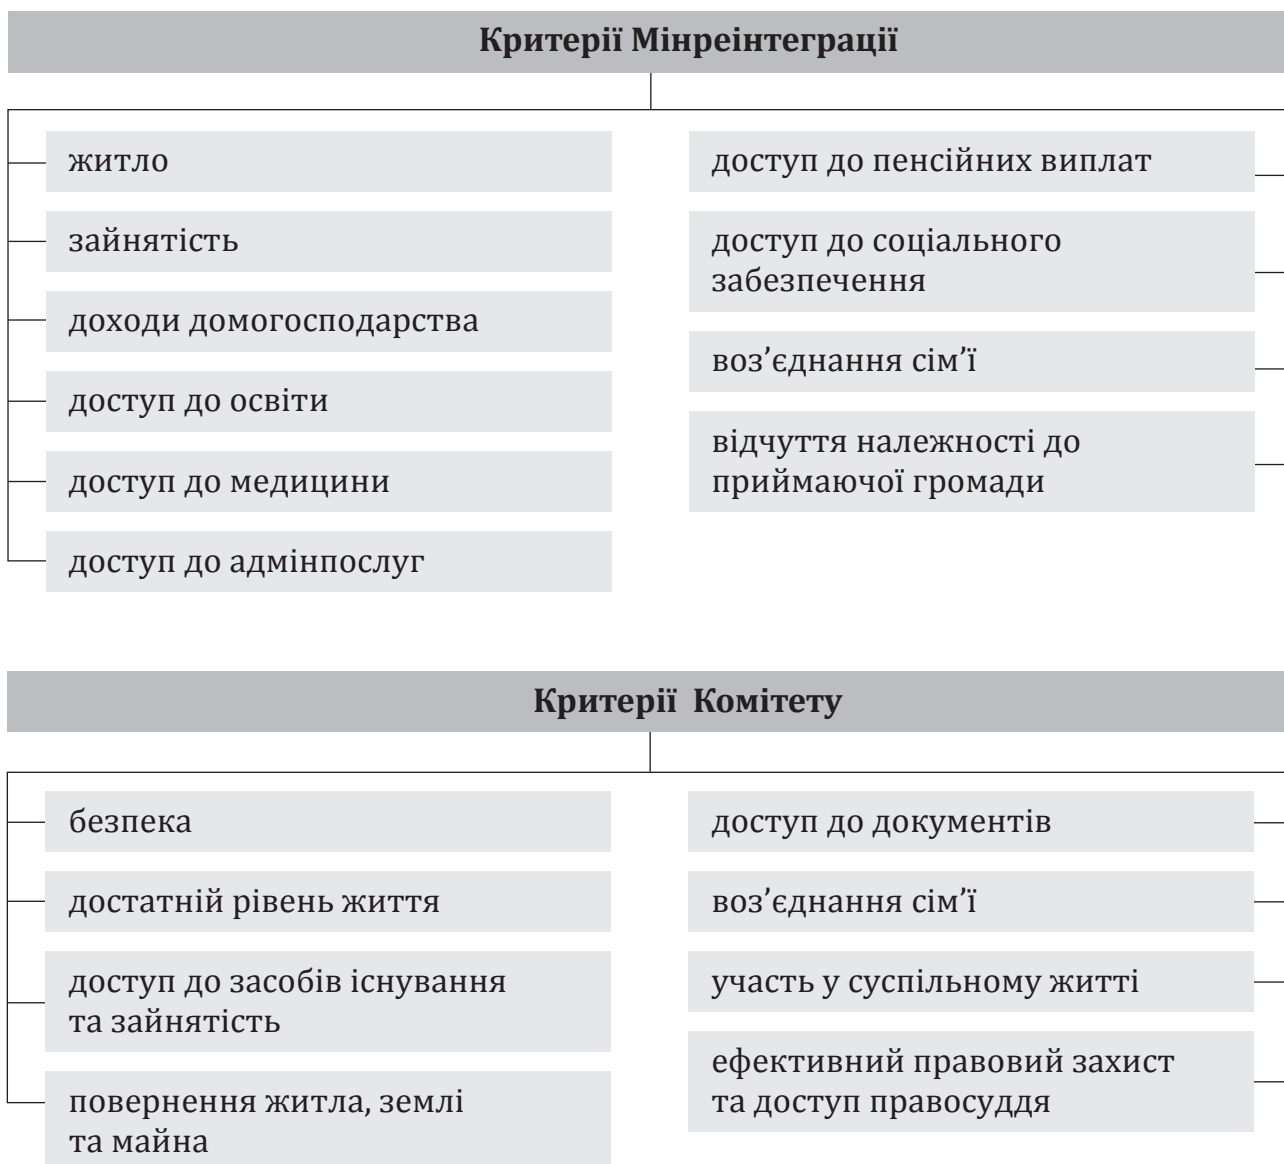 Критерії Мінреінтеграції
житло
зайнятість
доходи домогосподарства
доступ до освіти
доступ до медицини
доступ до адмінпослуг
доступ до пенсійних виплат
доступ до соціального
забезпечення
воз’єднання сім’ї
відчуття належності до
приймаючої громади
Критерії Комітету
безпека
достатній рівень життя
доступ до засобів існування
та зайнятість
повернення житла, землі
та майна
доступ до документів
воз’єднання сім’ї
участь у суспільному житті
ефективний правовий захист
та доступ правосуддя